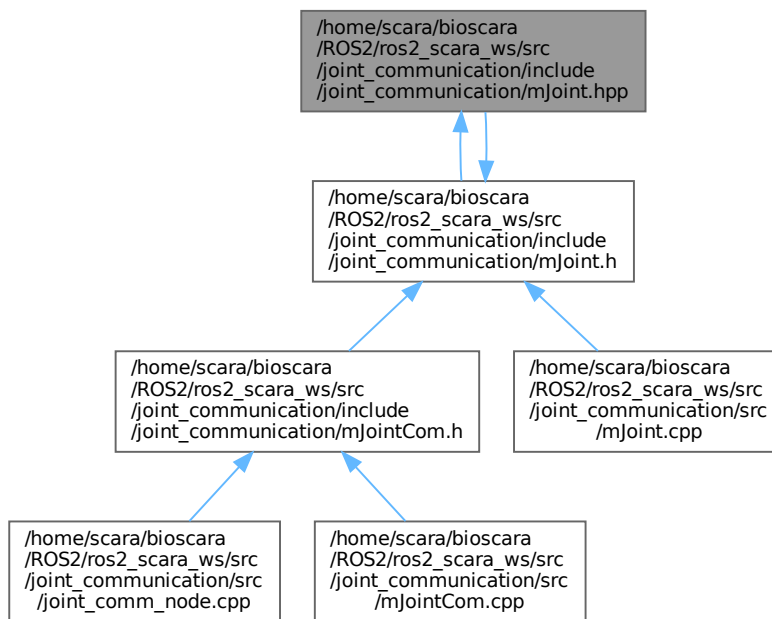 /home/scara/bioscara
/ROS2/ros2_scara_ws/src
/joint_communication/include
/joint_communication/mJoint.hpp
/home/scara/bioscara
/ROS2/ros2_scara_ws/src
/joint_communication/include
/joint_communication/mJoint.h
/home/scara/bioscara
/ROS2/ros2_scara_ws/src
/joint_communication/include
/joint_communication/mJointCom.h
/home/scara/bioscara
/ROS2/ros2_scara_ws/src
/joint_communication/src
/mJoint.cpp
/home/scara/bioscara
/ROS2/ros2_scara_ws/src
/joint_communication/src
/joint_comm_node.cpp
/home/scara/bioscara
/ROS2/ros2_scara_ws/src
/joint_communication/src
/mJointCom.cpp